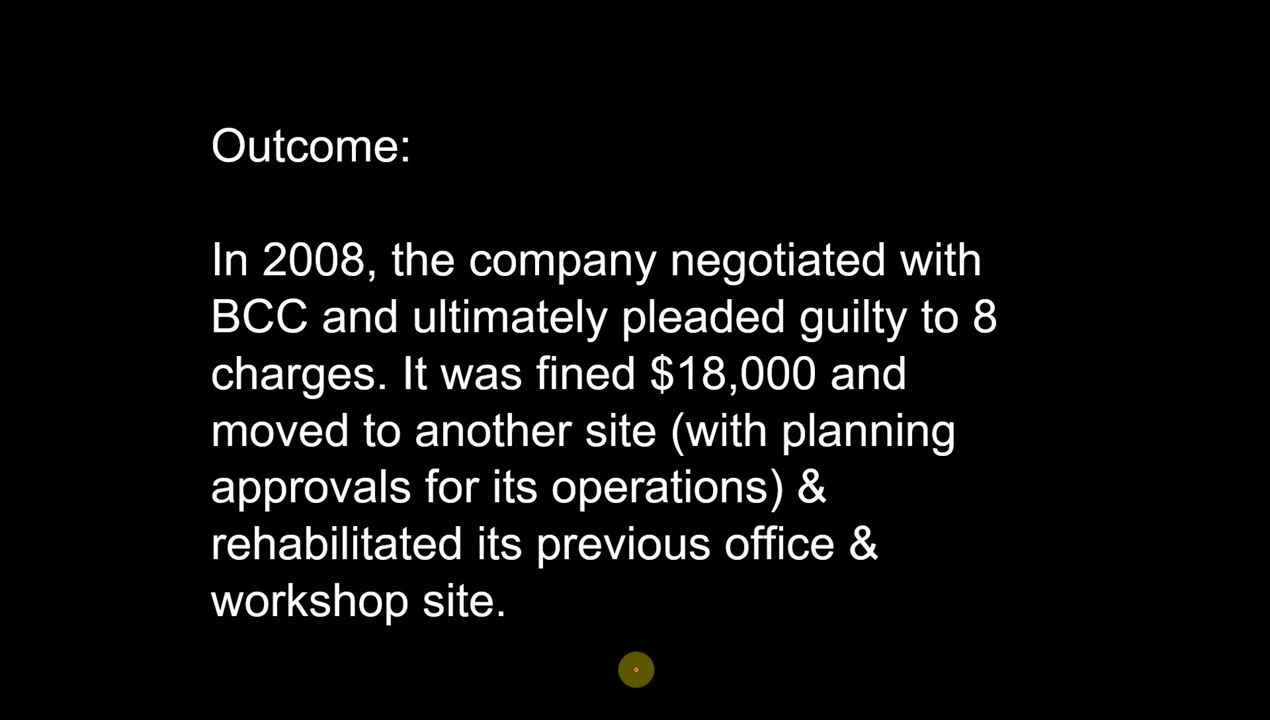 Outcome:
In 2008, the company negotiated with
BCC and ultimately pleaded guilty to 8
charges. It was fined $18,000 and
moved to another site (with planning
approvals for its operations) &
rehabilitated its previous office &
workshop site.